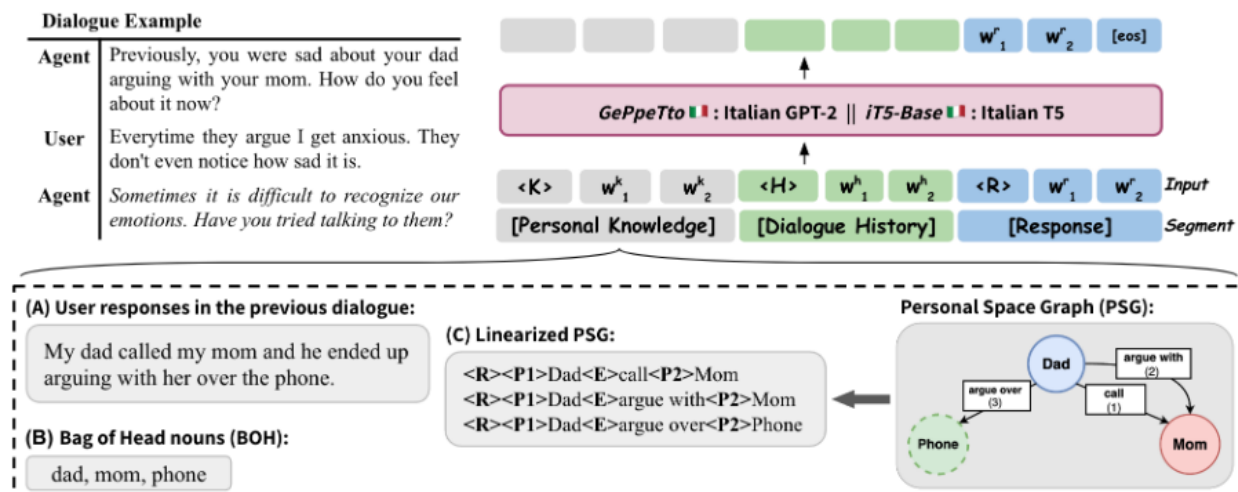 Dialogue Example
Agent
Previously, you were sad about your dad
arguing with your mom. How do you feel
about it now?
User
Everytime they argue I get anxious. They
don't even notice how sad it is.
Agent
Sometimes it is difficult to recognize our
emotions. Have you tried talking to them?
w^r_1 w^r_2 [eos]
GePpeTto : Italian GPT-2 || iT5-Base : Italian T5
<K> w^k_1 w^k_2 <H> w^h_1 w^h_2 <R> w^r_1 w^r_2 Input
[Personal Knowledge] [Dialogue History] [Response] Segment
(A) User responses in the previous dialogue:
My dad called my mom and he ended up
arguing with her over the phone.
(B) Bag of Head nouns (BOH):
dad, mom, phone
(C) Linearized PSG:
<R><P1>Dad<E>call<P2>Mom
<R><P1>Dad<E>argue with<P2>Mom
<R><P1>Dad<E>argue over<P2>Phone
Personal Space Graph (PSG):
Dad
argue with
(2)
argue over
(3)
call
(1)
Phone
Mom